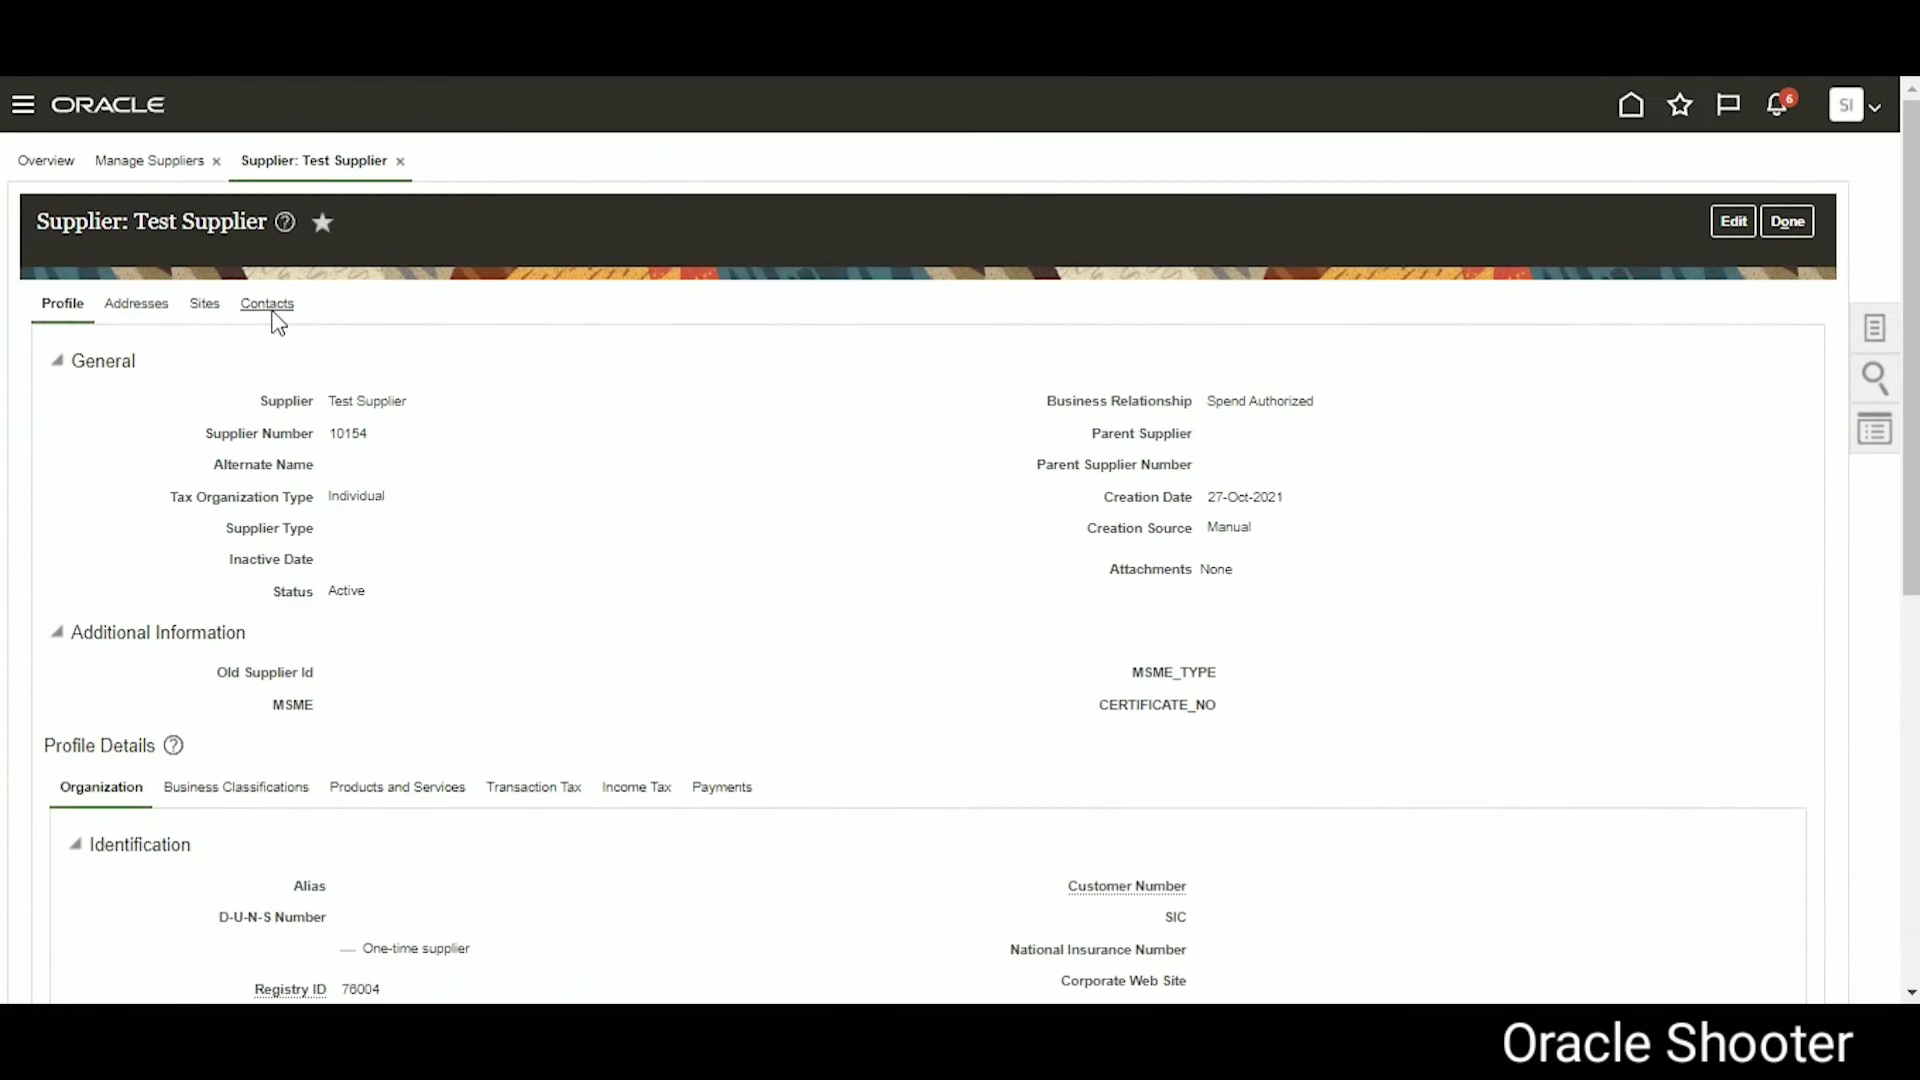 ORACLE
6
SI
Overview Manage Suppliers × Supplier: Test Supplier ×
Supplier: Test Supplier ?
Edit Done
Profile Addresses Sites Contacts
General
Supplier Test Supplier Business Relationship Spend Authorized
Supplier Number 10154 Parent Supplier
Alternate Name Parent Supplier Number
Tax Organization Type Individual Creation Date 27-Oct-2021
Supplier Type Creation Source Manual
Inactive Date Attachments None
Status Active
Additional Information
Old Supplier Id MSME_TYPE
MSME CERTIFICATE_NO
Profile Details ?
Organization Business Classifications Products and Services Transaction Tax Income Tax Payments
Identification
Alias Customer Number
D-U-N-S Number SIC
One-time supplier National Insurance Number
Corporate Web Site
Registry ID 76004
Oracle Shooter